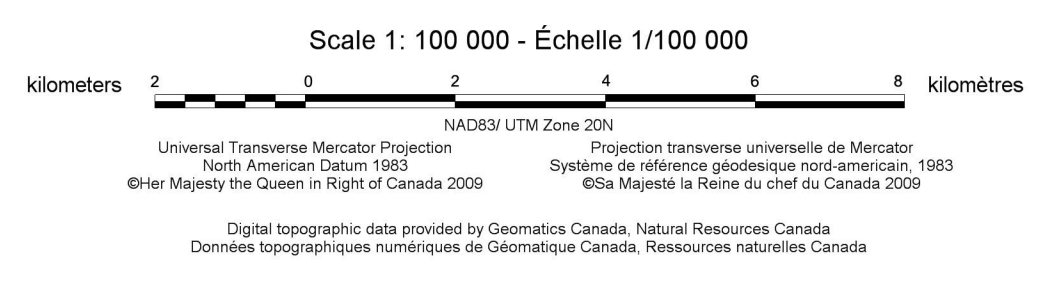 Scale 1: 100 000 - Échelle 1/100 000
kilometers 2 0 2 4 6 8 kilomètres
NAD83/ UTM Zone 20N
Universal Transverse Mercator Projection
North American Datum 1983
©Her Majesty the Queen in Right of Canada 2009
Projection transverse universelle de Mercator
Système de référence géodesique nord-americain, 1983
©Sa Majesté la Reine du chef du Canada 2009
Digital topographic data provided by Geomatics Canada, Natural Resources Canada
Données topographiques numériques de Géomatique Canada, Ressources naturelles Canada